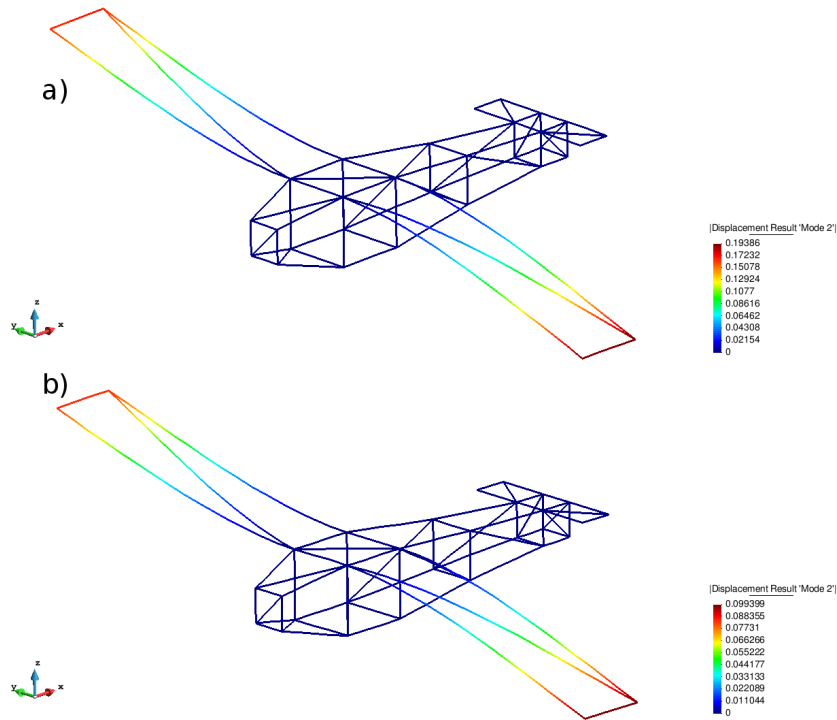 a)
|Displacement Result 'Mode 2'|
0.19386
0.17232
0.15078
0.12924
0.1077
0.08616
0.06462
0.04308
0.02154
0
z
y
x
b)
|Displacement Result 'Mode 2'|
0.099399
0.088355
0.07731
0.066266
0.055222
0.044177
0.033133
0.022089
0.011044
0
z
y
x